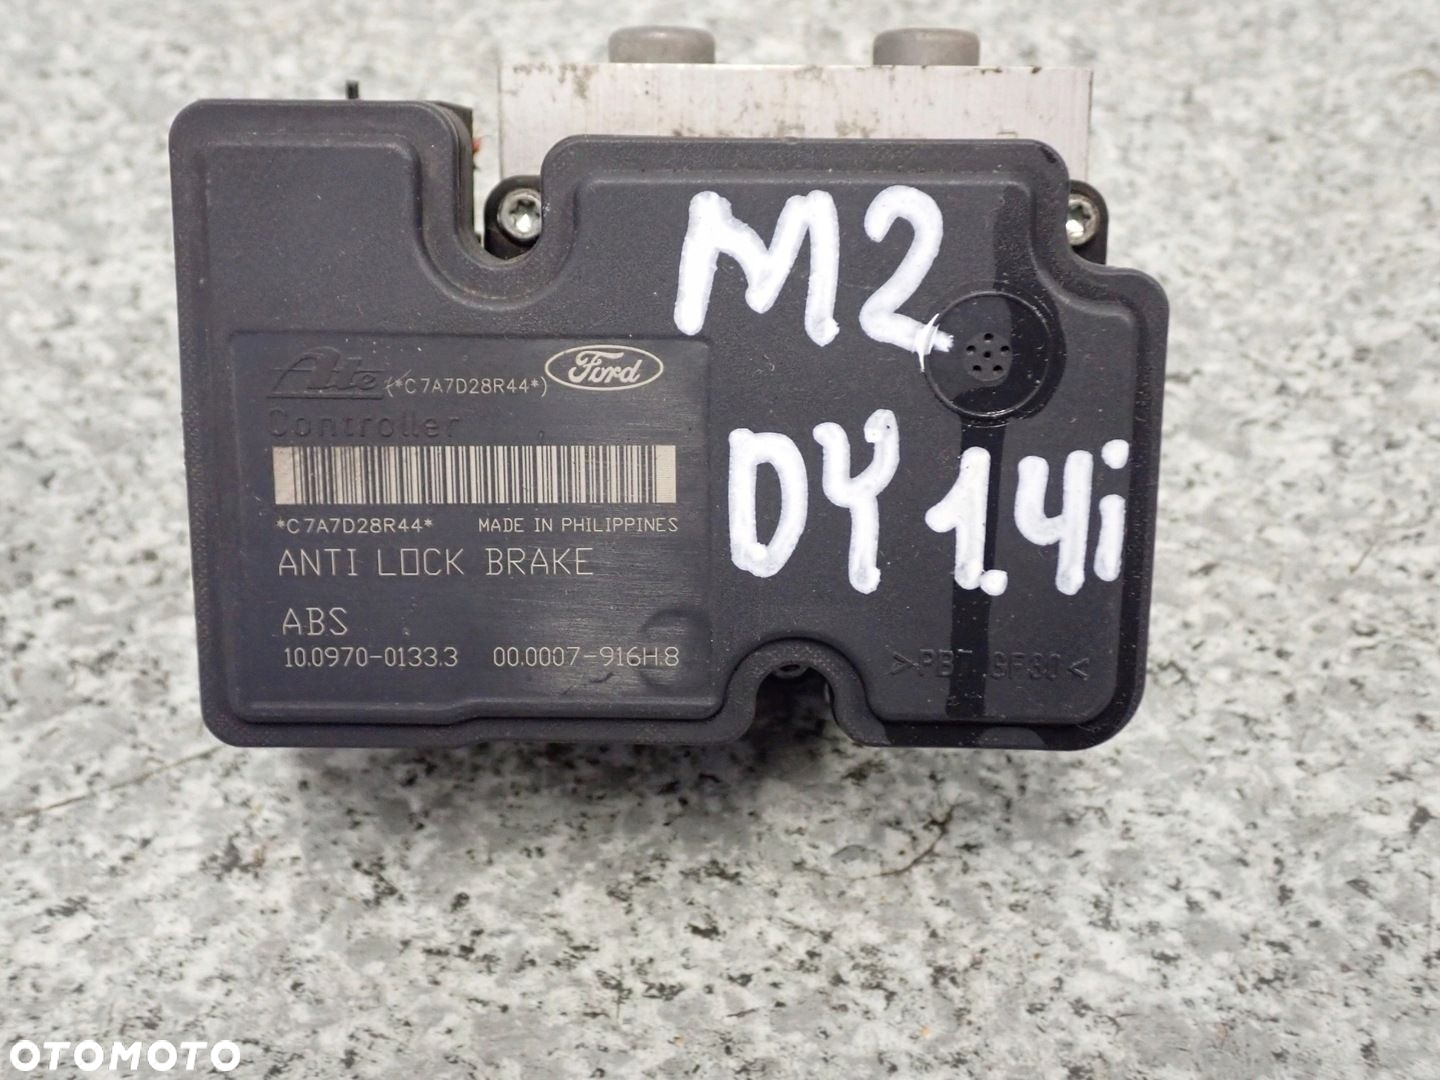 M2
Ate (*C7A7D28R44*) Ford
Controller
DY 1.4i
*C7A7D28R44* MADE IN PHILIPPINES
ANTI LOCK BRAKE
ABS
10.0970-0133.3 00.0007-916H.8
>PBT GF30<
OTOMOTO